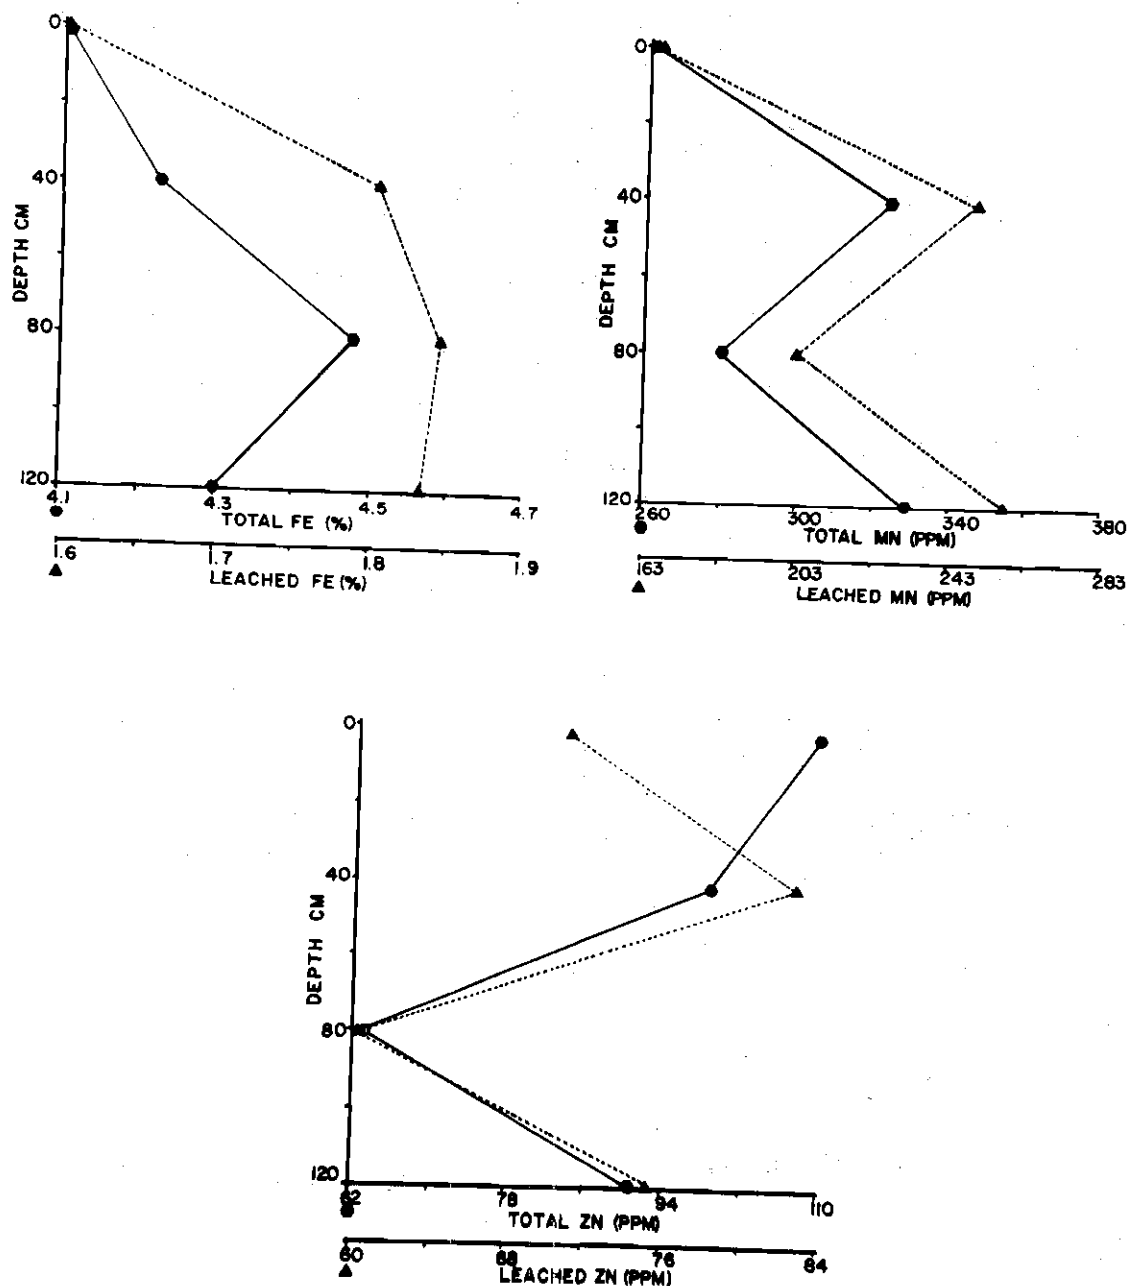 0
40
DEPTH CM
80
120
4.1 4.3 4.5 4.7
TOTAL FE (%)
1.6 1.7 1.8 1.9
LEACHED FE (%)
0
40
DEPTH CM
80
120
260 300 340 380
TOTAL MN (PPM)
163 203 243 283
LEACHED MN (PPM)
0
40
DEPTH CM
80
120
62 78 94 110
TOTAL ZN (PPM)
60 68 76 84
LEACHED ZN (PPM)